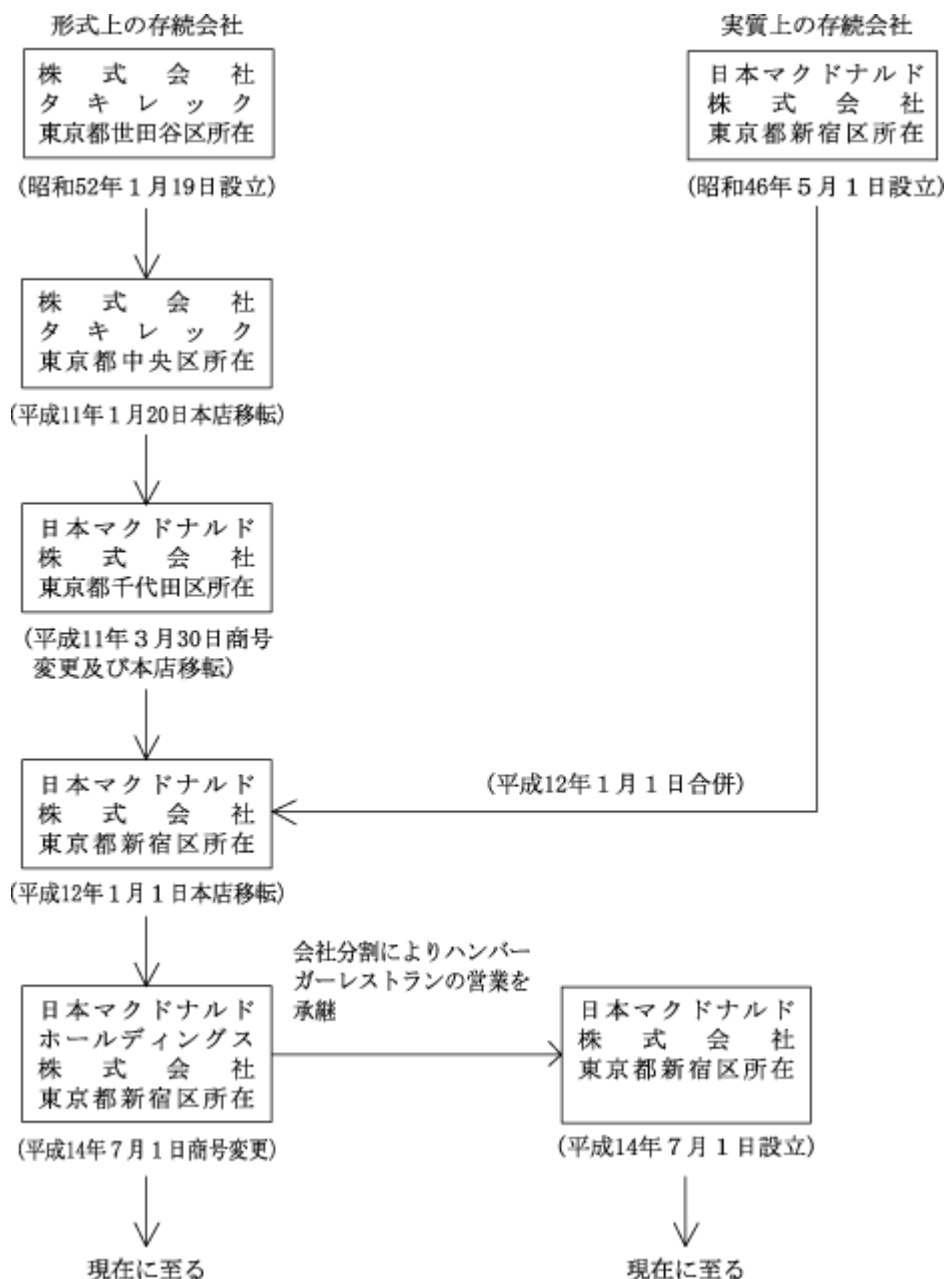 形式上の存続会社
株式会社
タキレック
東京都世田谷区所在
(昭和52年1月19日設立)
株式会社
タキレック
東京都中央区所在
(平成11年1月20日本店移転)
日本マクドナルド
株式会社
東京都千代田区所在
(平成11年3月30日商号
変更及び本店移転)
実質上の存続会社
日本マクドナルド
株式会社
東京都新宿区所在
(昭和46年5月1日設立)
(平成12年1月1日合併)
日本マクドナルド
株式会社
東京都新宿区所在
(平成12年1月1日本店移転)
日本マクドナルド
ホールディングス
株式会社
東京都新宿区所在
(平成14年7月1日商号変更)
現在に至る
会社分割によりハンバー
ガーレストランの営業を
承継
日本マクドナルド
株式会社
東京都新宿区所在
(平成14年7月1日設立)
現在に至る